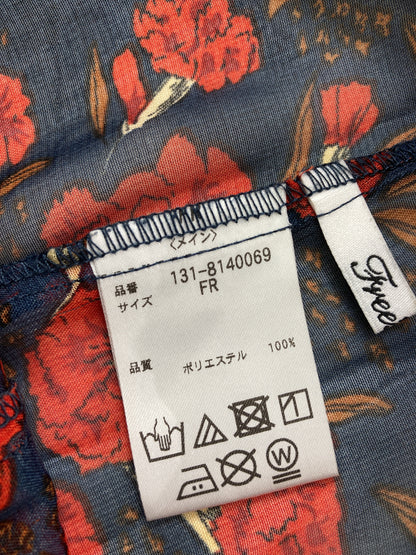 〈メイン〉
品番 131-8140069
サイズ FR
品質 ポリエステル 100%
W
Free